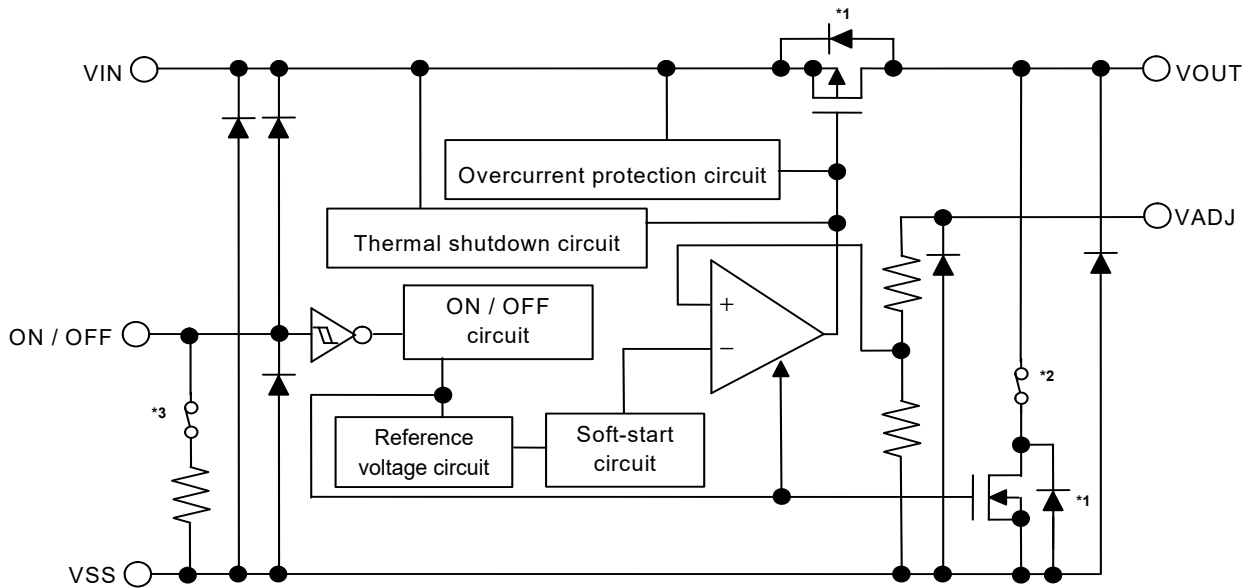 *1
VIN
VOUT
Overcurrent protection circuit
VADJ
Thermal shutdown circuit
+
−
ON / OFF
circuit
ON / OFF
*2
*3
Reference
voltage circuit
Soft-start
circuit
*1
VSS